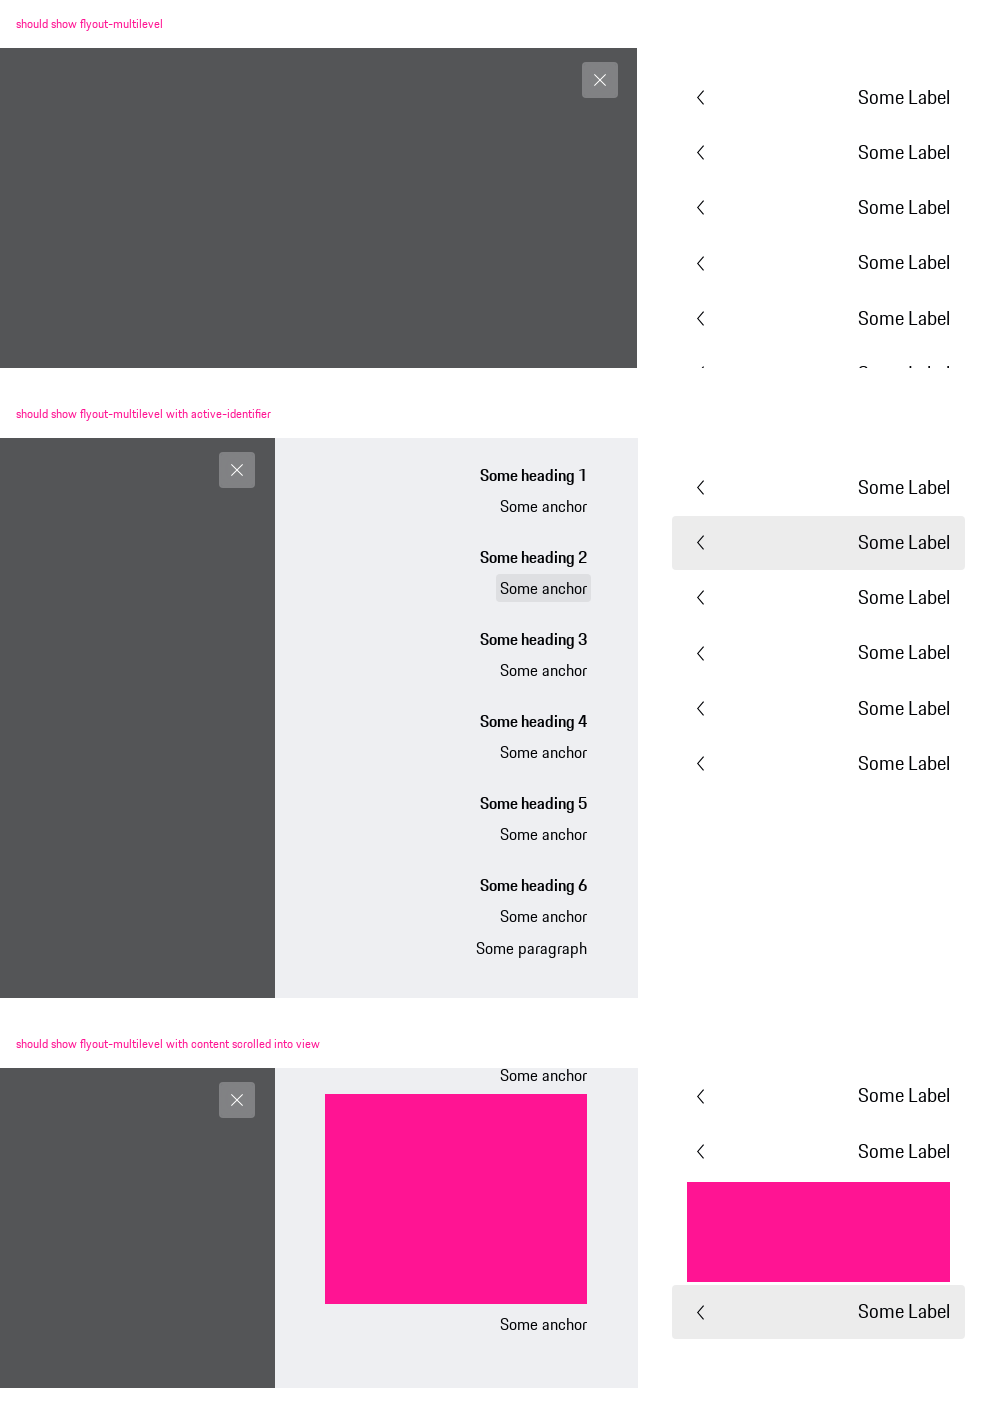 should show flyout-multilevel
Some Label
Some Label
Some Label
Some Label
Some Label
should show flyout-multilevel with active-identifier
Some heading 1
Some anchor
Some heading 2
Some anchor
Some heading 3
Some anchor
Some heading 4
Some anchor
Some heading 5
Some anchor
Some heading 6
Some anchor
Some paragraph
Some Label
Some Label
Some Label
Some Label
Some Label
Some Label
should show flyout-multilevel with content scrolled into view
Some anchor
Some anchor
Some Label
Some Label
Some Label